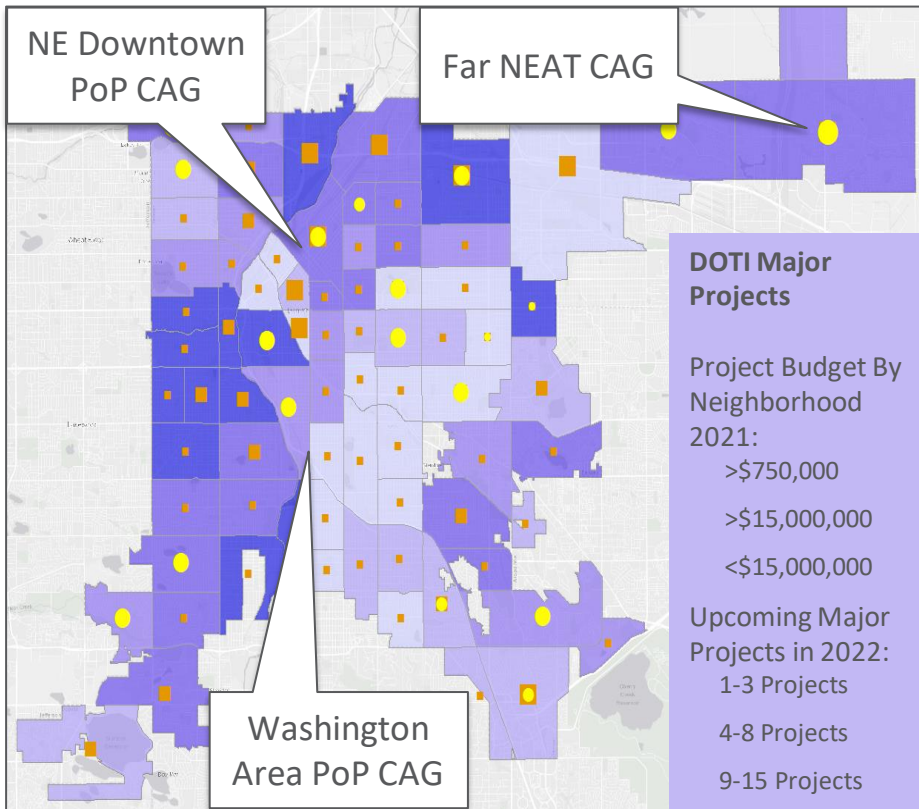 NE Downtown
PoP CAG
Far NEAT CAG
DOTI Major
Projects
Project Budget By
Neighborhood
2021:
>$750,000
>$15,000,000
<$15,000,000
Upcoming Major
Projects in 2022:
1-3 Projects
4-8 Projects
9-15 Projects
Washington
Area PoP CAG